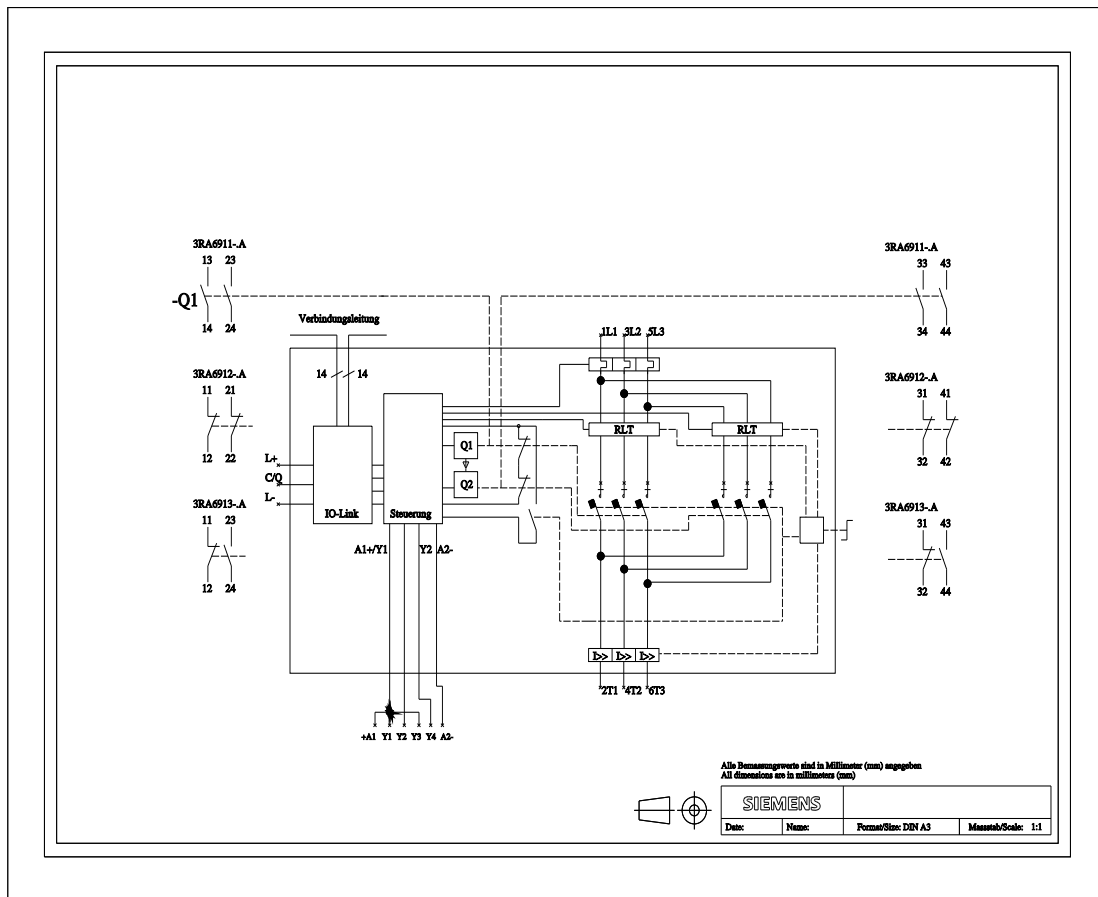 3RA6911-.A
13 23
-Q1
14 24
3RA6911-.A
33 43
34 44
Verbindungsleitung
14 14
1L1 3L2 5L3
3RA6912-.A
11 21
12 22
3RA6912-.A
31 41
32 42
RLT RLT
Q1
Q2
L+
C/Q
L-
IO-Link
Steuerung
3RA6913-.A
11 23
12 24
3RA6913-.A
31 43
32 44
A1+/Y1 Y2 A2-
I>> I>> I>>
2T1 4T2 6T3
+A1 Y1 Y2 Y3 Y4 A2-
Alle Bemassungswerte sind in Millimeter (mm) angegeben
All dimensions are in millimeters (mm)
SIEMENS
Date: Name: Format/Size: DIN A3 Massstab/Scale: 1:1